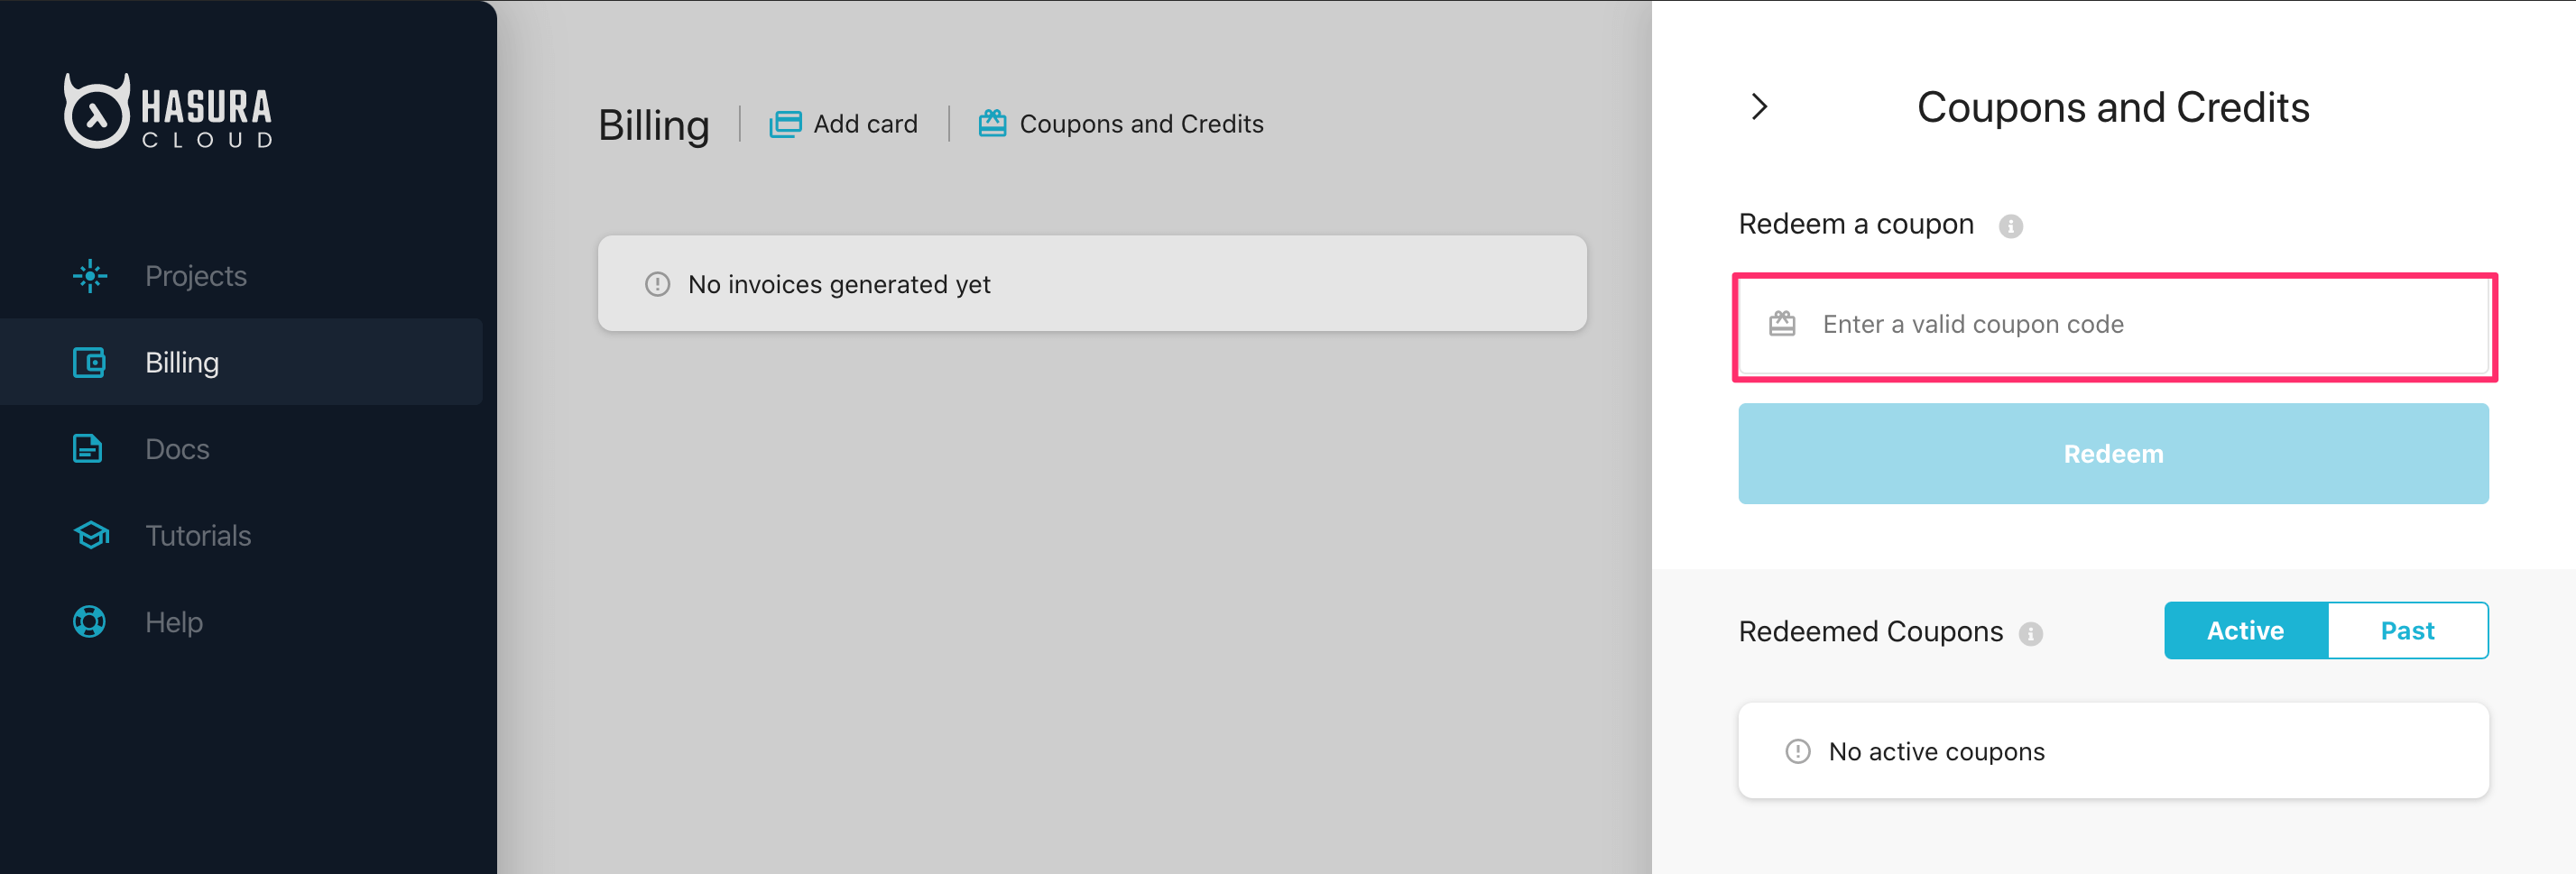 HASURA
CLOUD
Projects
Billing
Docs
Tutorials
Help
Billing
Add card
Coupons and Credits
No invoices generated yet
Coupons and Credits
Redeem a coupon
Enter a valid coupon code
Redeem
Redeemed Coupons
Active
Past
No active coupons